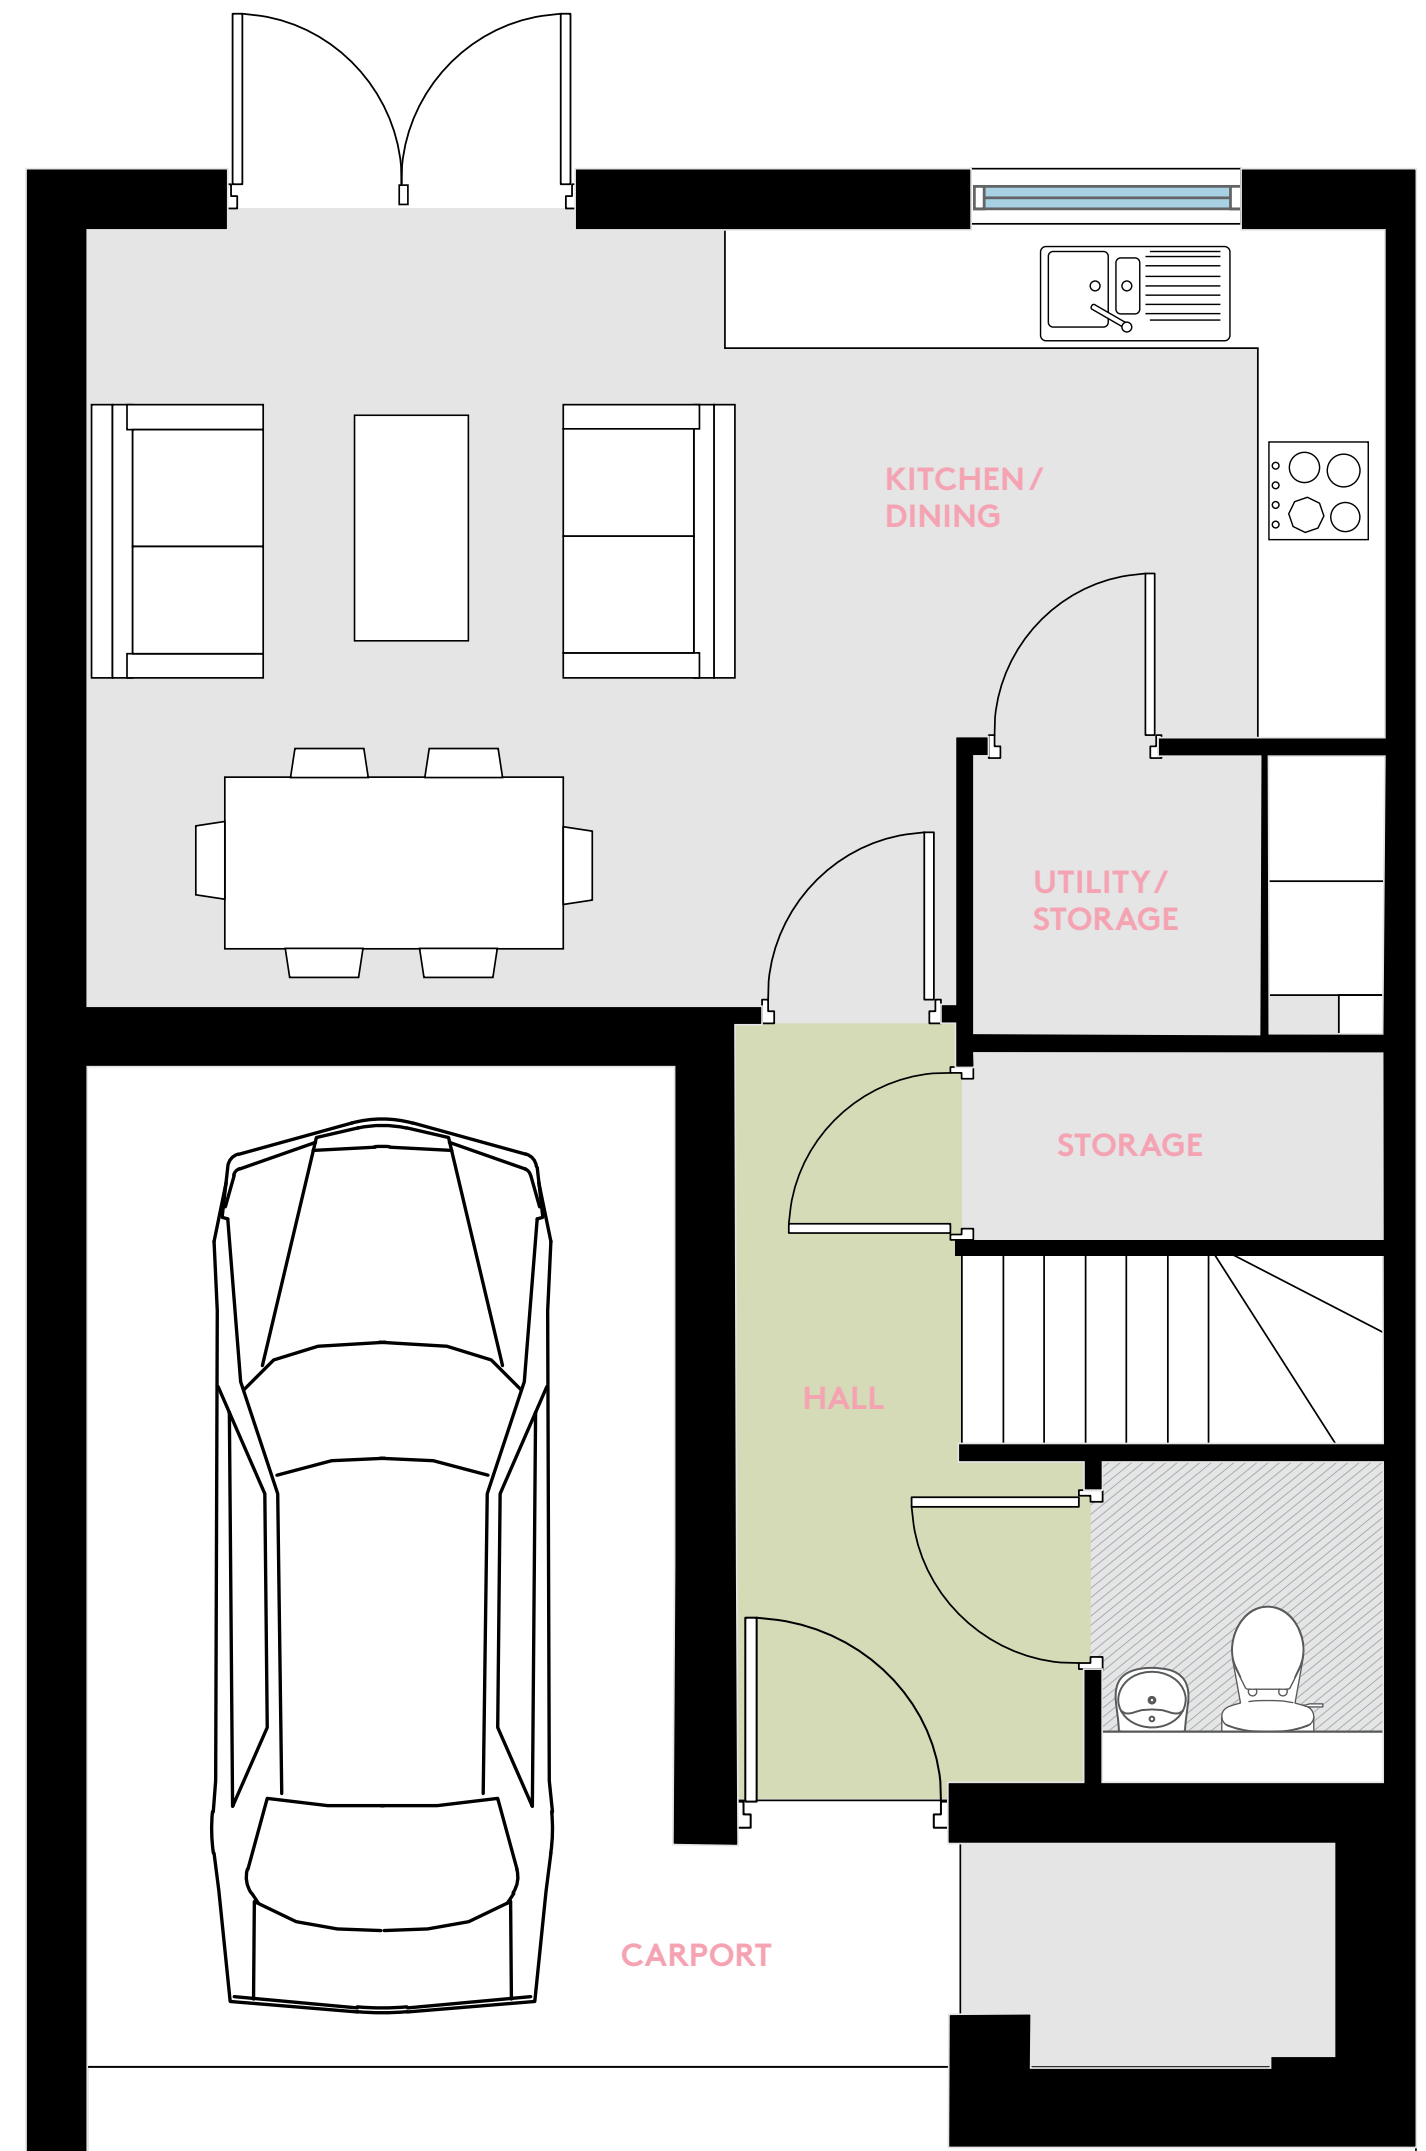 KITCHEN/
DINING
UTILITY/
STORAGE
STORAGE
HALL
CARPORT